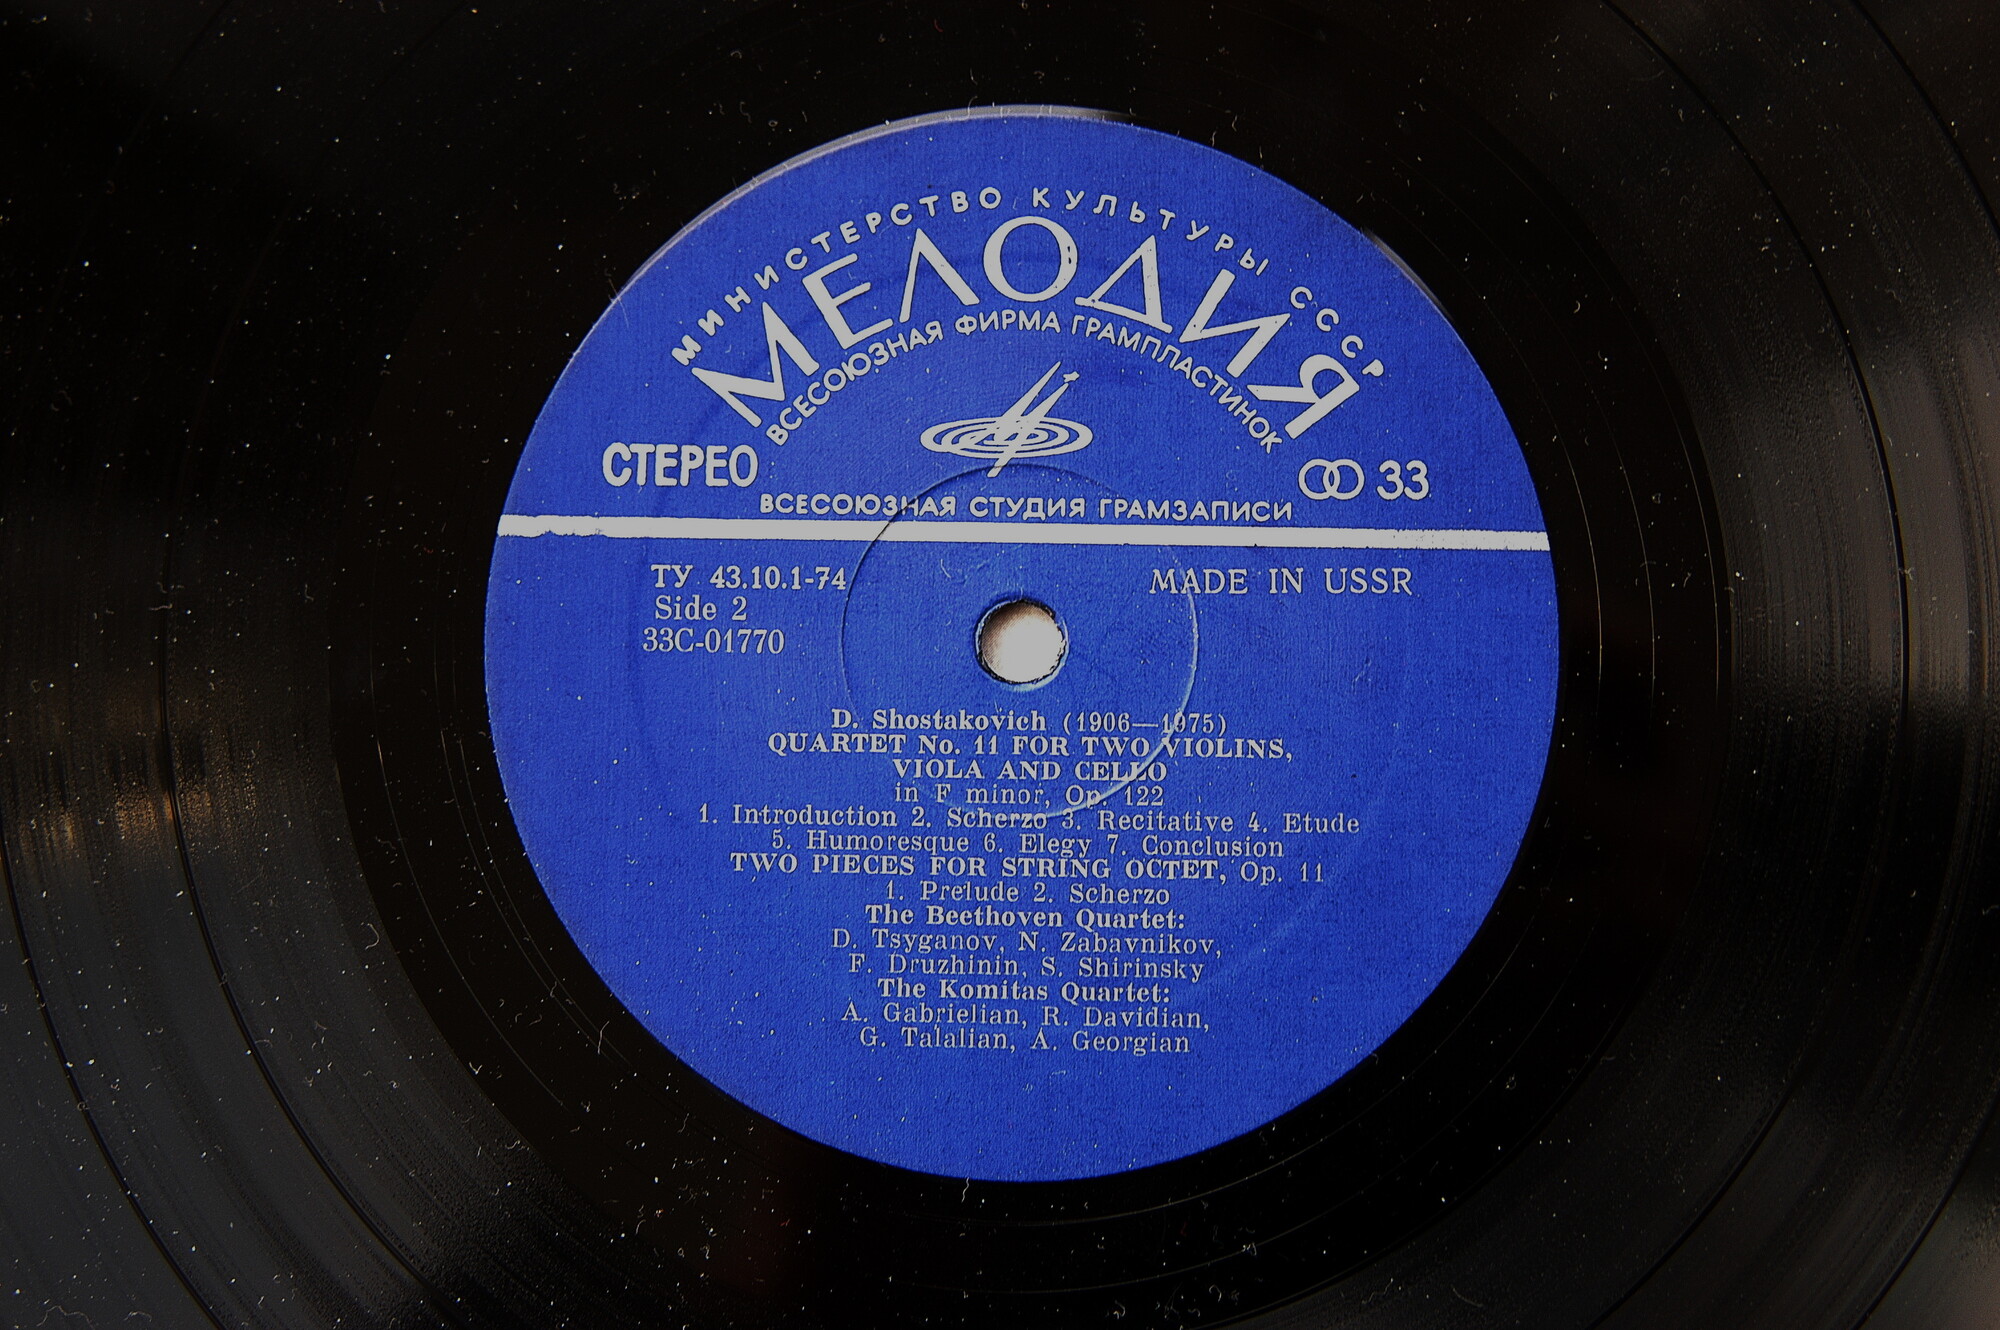 МИНИСТЕРСТВО КУЛЬТУРЫ СССР
МЕЛОДИЯ
ВСЕСОЮЗНАЯ ФИРМА ГРАМПЛАСТИНОК
СТЕРЕО
33
ВСЕСОЮЗНАЯ СТУДИЯ ГРАМЗАПИСИ
ТУ 43.10.1-74
MADE IN USSR
Side 2
33С-01770
D. Shostakovich (1906—1975)
QUARTET No. 11 FOR TWO VIOLINS,
VIOLA AND CELLO
in F minor, Op. 122
1. Introduction 2. Scherzo 3. Recitative 4. Etude
5. Humoresque 6. Elegy 7. Conclusion
TWO PIECES FOR STRING OCTET, Op. 11
1. Prelude 2. Scherzo
The Beethoven Quartet:
D. Tsyganov, N. Zabavnikov,
F. Druzhinin, S. Shirinsky
The Komitas Quartet:
A. Gabrielian, R. Davidian,
G. Talalian, A. Georgian